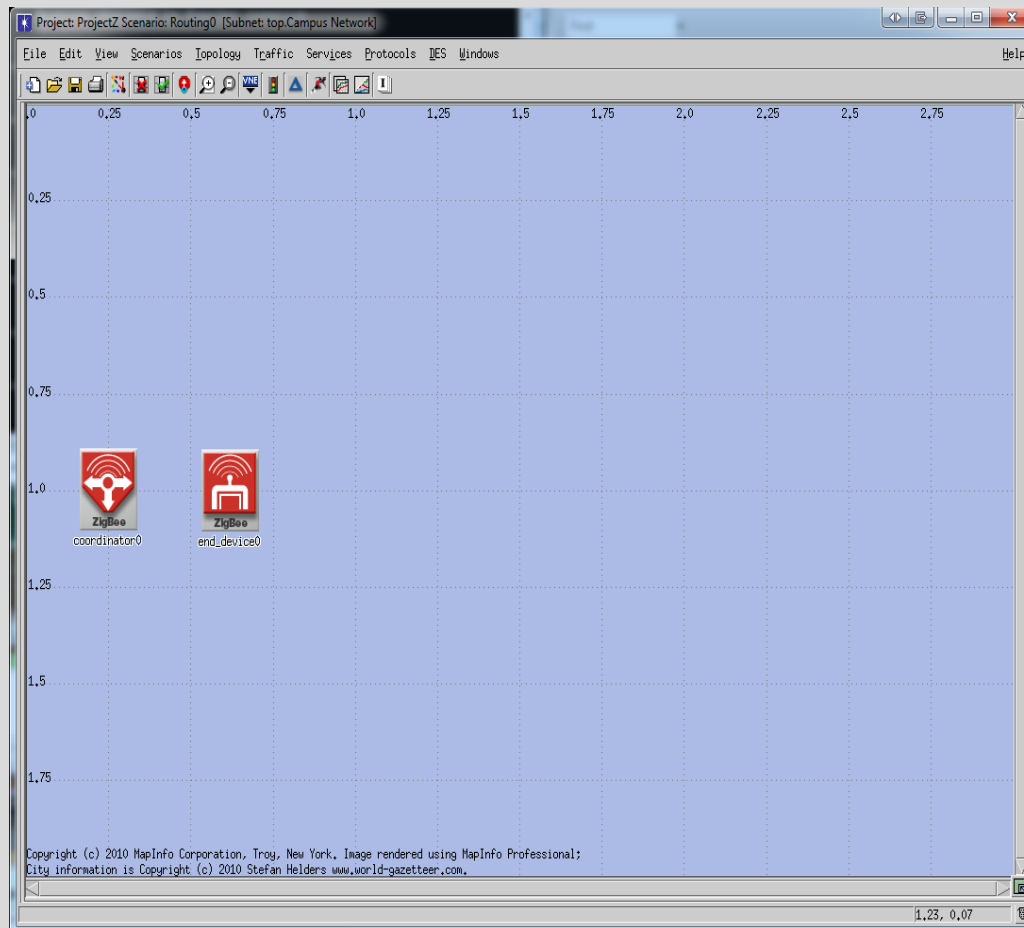 Project: ProjectZ Scenario: Routing0 [Subnet: top.Campus Network]
File Edit View Scenarios Topology Traffic Services Protocols DES Windows Help
VNE
.0 0.25 0.5 0.75 1.0 1.25 1.5 1.75 2.0 2.25 2.5 2.75
0.25
0.5
0.75
1.0
ZigBee ZigBee
coordinator0 end_device0
1.25
1.5
1.75
Copyright (c) 2010 MapInfo Corporation, Troy, New York. Image rendered using MapInfo Professional;
City information is Copyright (c) 2010 Stefan Helders www.world-gazetteer.com.
1.23, 0.07